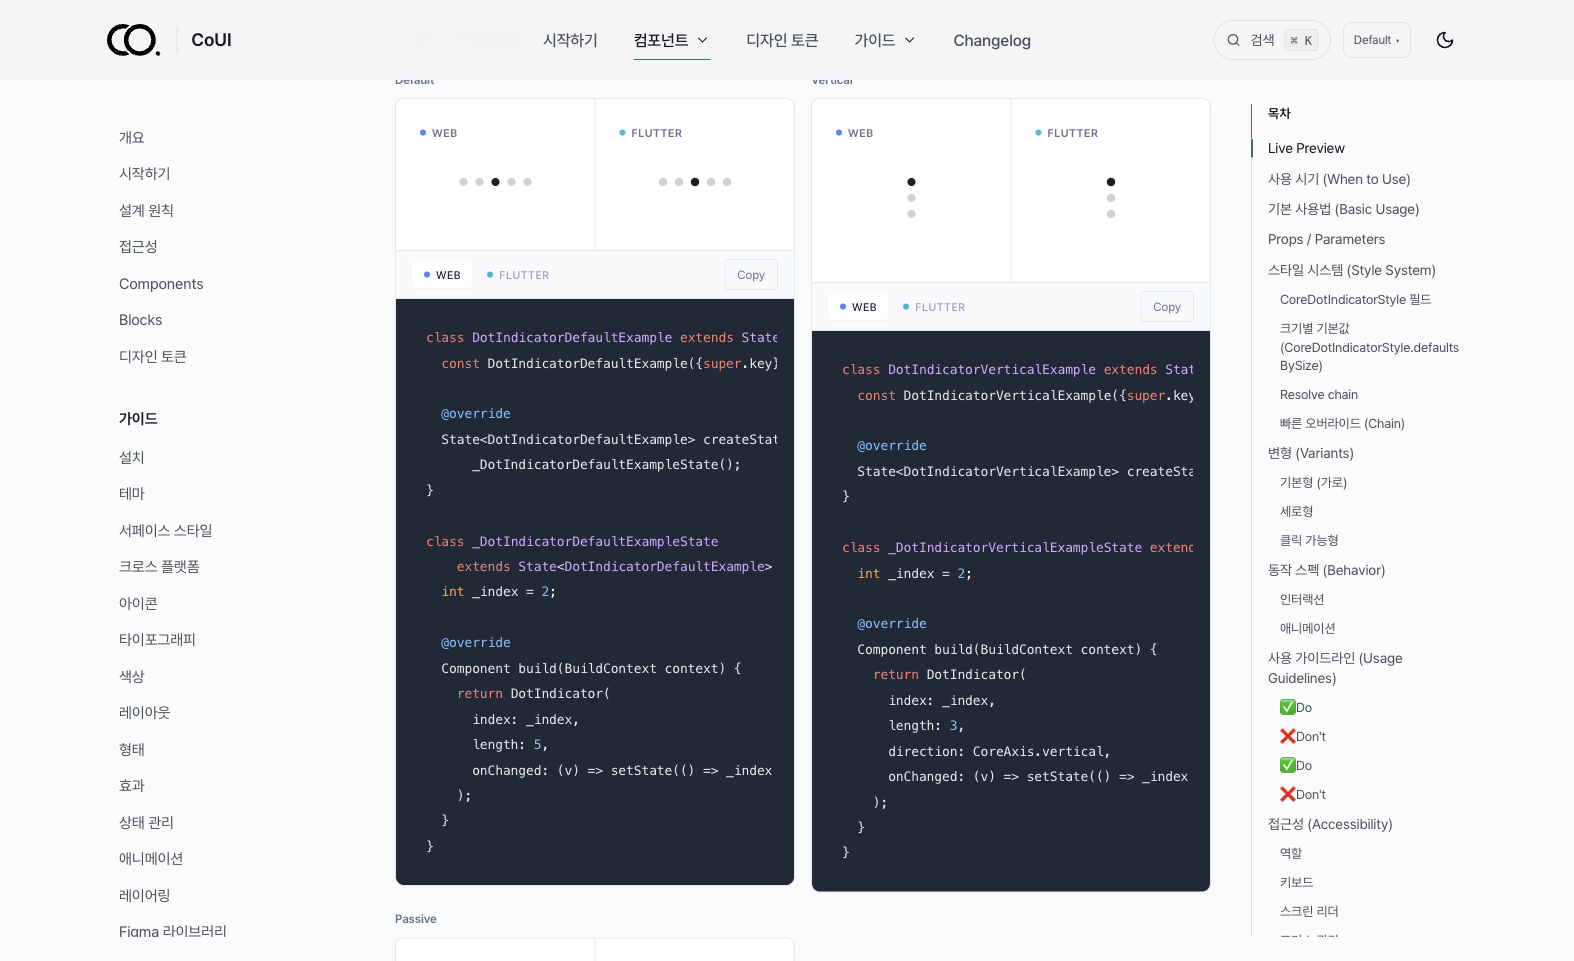 CO.
CoUI
시작하기
컴포넌트
디자인 토큰
가이드
Changelog
검색
⌘ K
Default
개요
시작하기
설계 원칙
접근성
Components
Blocks
디자인 토큰
가이드
설치
테마
서페이스 스타일
크로스 플랫폼
아이콘
타이포그래피
색상
레이아웃
형태
효과
상태 관리
애니메이션
레이어링
Figma 라이브러리
Default
WEB
FLUTTER
WEB
FLUTTER
Copy
class DotIndicatorDefaultExample extends State
const DotIndicatorDefaultExample({super.key}
@override
State<DotIndicatorDefaultExample> createStat
_DotIndicatorDefaultExampleState();
}
class _DotIndicatorDefaultExampleState
extends State<DotIndicatorDefaultExample>
int _index = 2;
@override
Component build(BuildContext context) {
return DotIndicator(
index: _index,
length: 5,
onChanged: (v) => setState(() => _index
);
}
}
Vertical
WEB
FLUTTER
WEB
FLUTTER
Copy
class DotIndicatorVerticalExample extends Stat
const DotIndicatorVerticalExample({super.key
@override
State<DotIndicatorVerticalExample> createSta
}
class _DotIndicatorVerticalExampleState extend
int _index = 2;
@override
Component build(BuildContext context) {
return DotIndicator(
index: _index,
length: 3,
direction: CoreAxis.vertical,
onChanged: (v) => setState(() => _index
);
}
}
Passive
목차
Live Preview
사용 시기 (When to Use)
기본 사용법 (Basic Usage)
Props / Parameters
스타일 시스템 (Style System)
CoreDotIndicatorStyle 필드
크기별 기본값
(CoreDotIndicatorStyle.defaults
BySize)
Resolve chain
빠른 오버라이드 (Chain)
변형 (Variants)
기본형 (가로)
세로형
클릭 가능형
동작 스펙 (Behavior)
인터랙션
애니메이션
사용 가이드라인 (Usage
Guidelines)
✅Do
❌Don't
✅Do
❌Don't
접근성 (Accessibility)
역할
키보드
스크린 리더